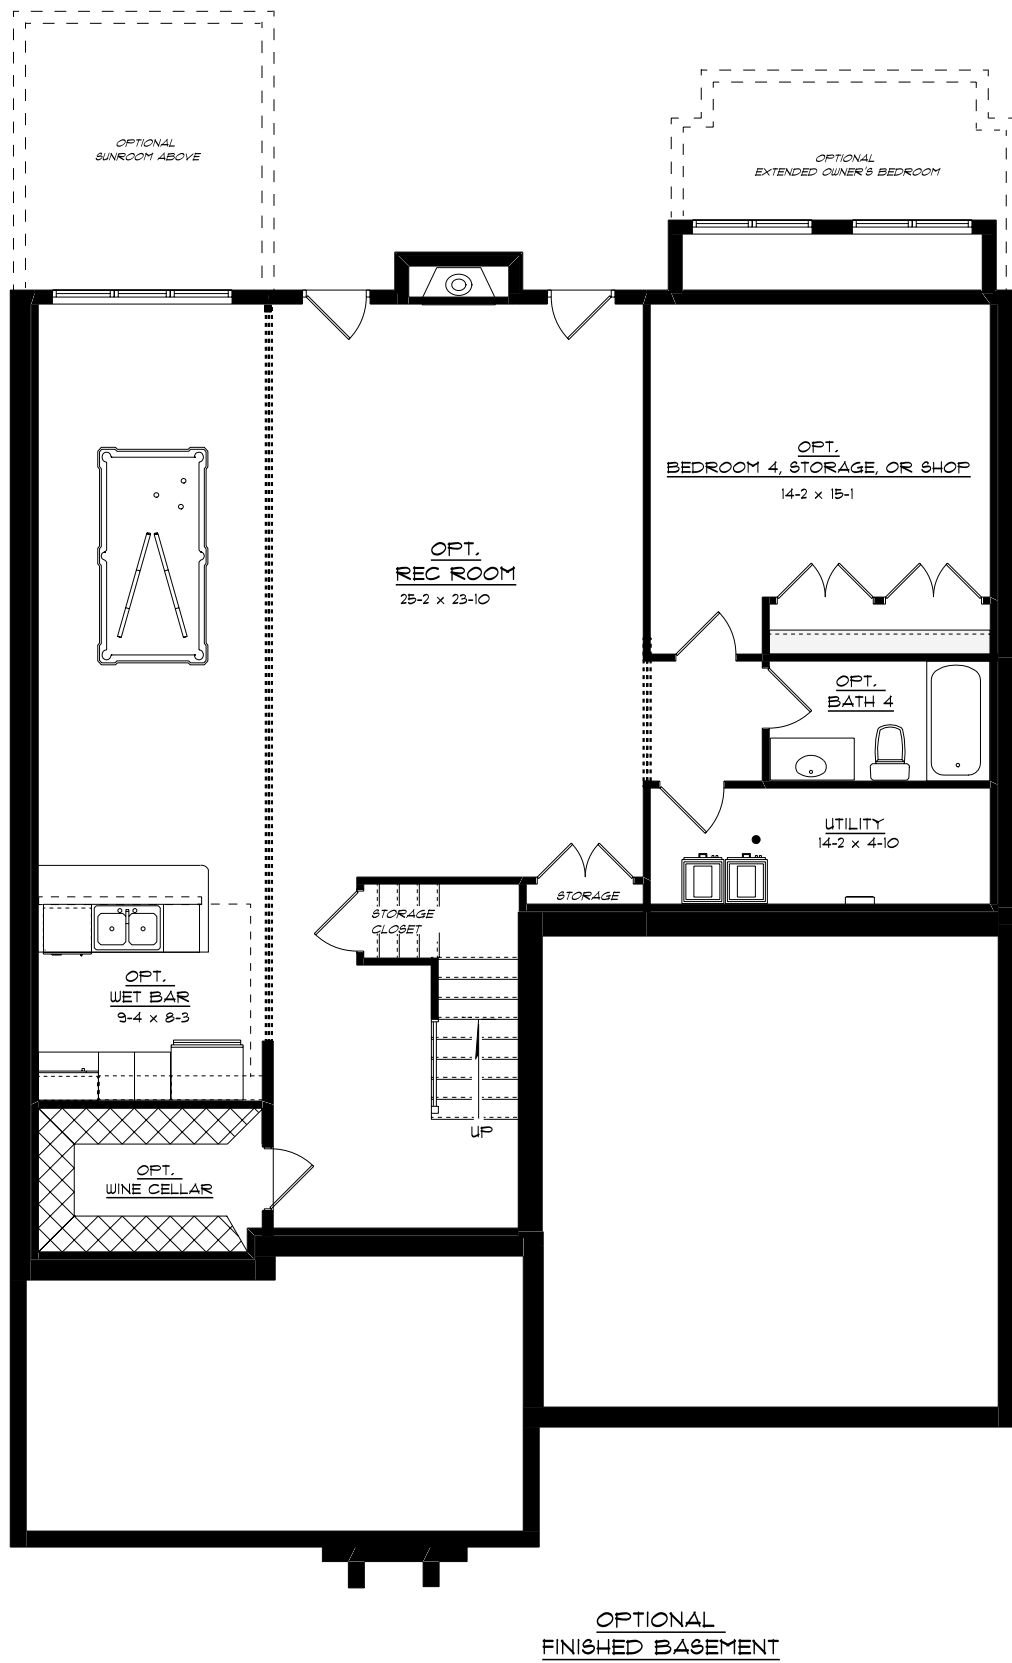 OPTIONAL
SUNROOM ABOVE
OPTIONAL
EXTENDED OWNER'S BEDROOM
OPT.
BEDROOM 4, STORAGE, OR SHOP
14-2 x 15-1
OPT.
REC ROOM
25-2 x 23-10
OPT.
BATH 4
UTILITY
14-2 x 4-10
STORAGE
STORAGE
CLOSET
OPT.
WET BAR
9-4 x 8-3
UP
OPT.
WINE CELLAR
OPTIONAL
FINISHED BASEMENT